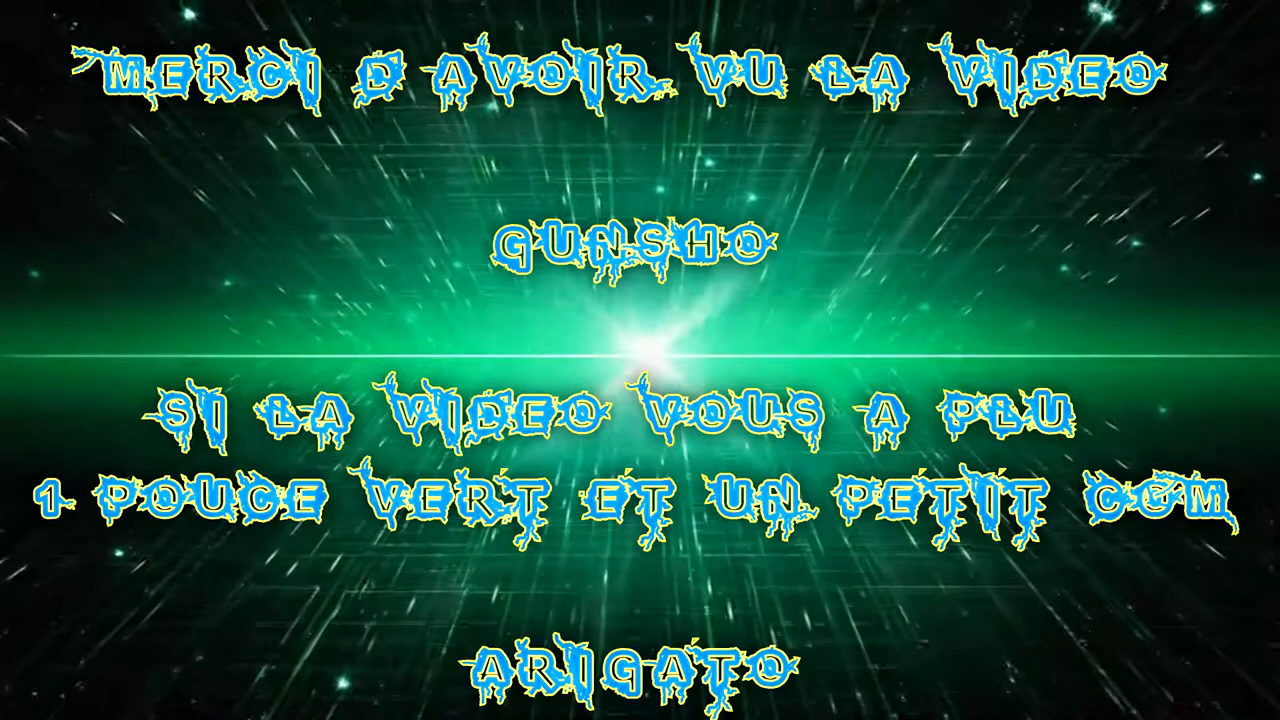 MERCI D AVOIR VU LA VIDEO
GUNSHO
SI LA VIDEO VOUS A PLU
1 POUCE VERT ET UN PETIT COM
ARIGATO